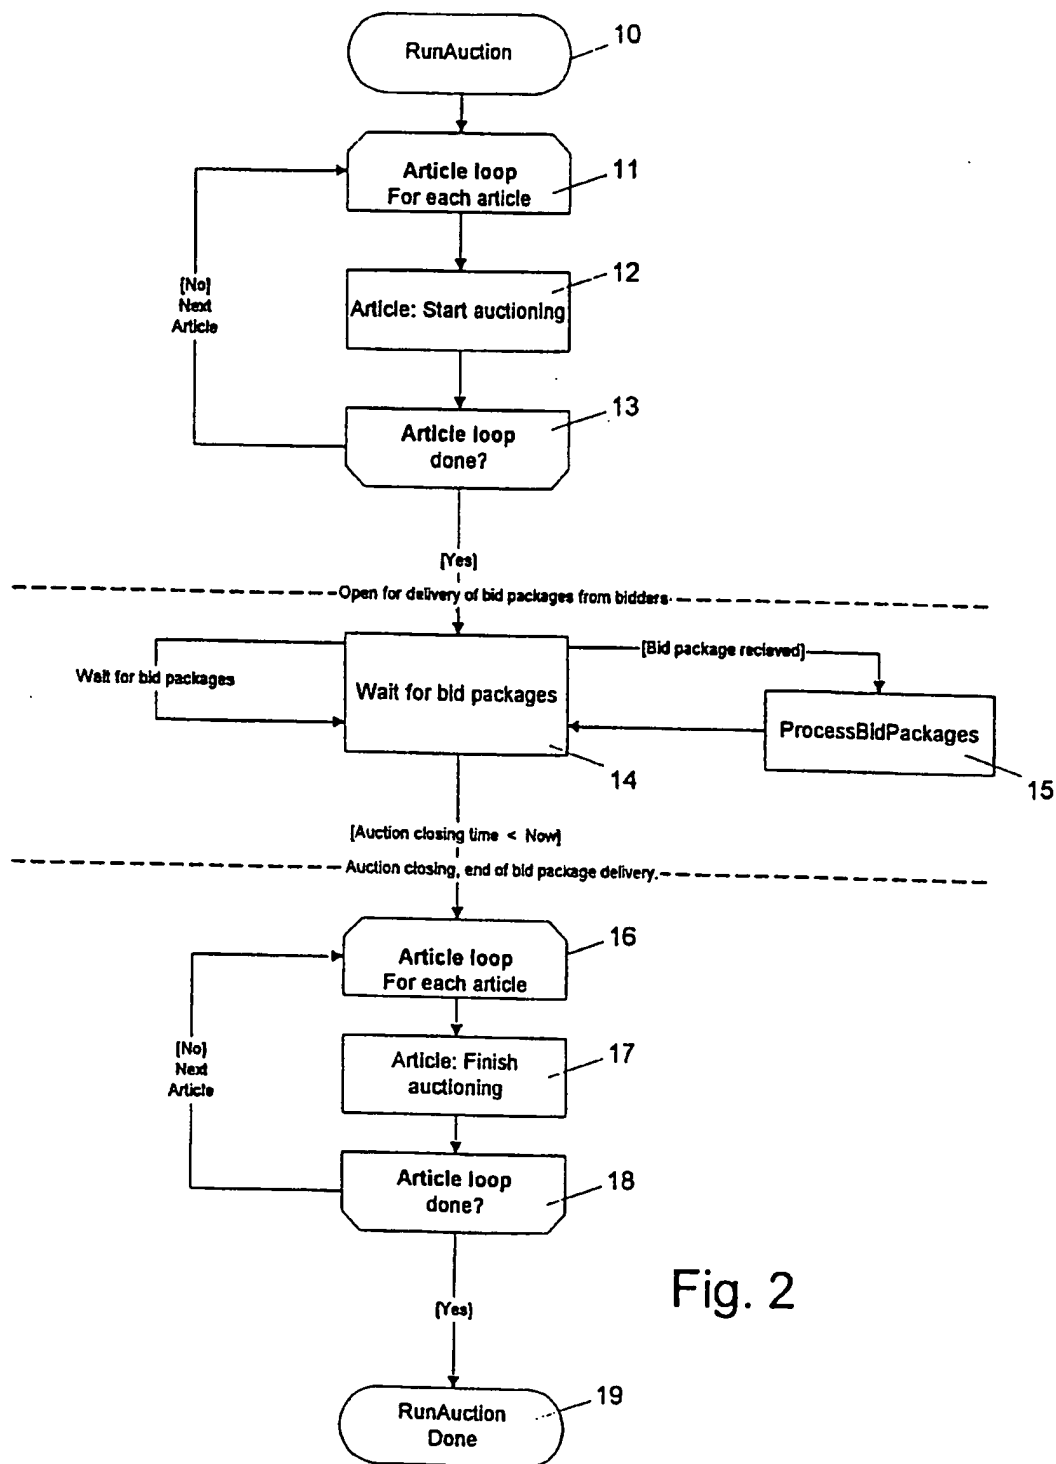 RunAuction
10
Article loop
For each article
11
[No]
Next
Article
12
Article: Start auctioning
13
Article loop
done?
[Yes]
Open for delivery of bid packages from bidders
Wait for bid packages
Wait for bid packages
[Bid package recieved]
ProcessBidPackages
14
15
[Auction closing time < Now]
Auction closing, end of bid package delivery.
16
Article loop
For each article
[No]
Next
Article
17
Article: Finish
auctioning
18
Article loop
done?
[Yes]
Fig. 2
19
RunAuction
Done